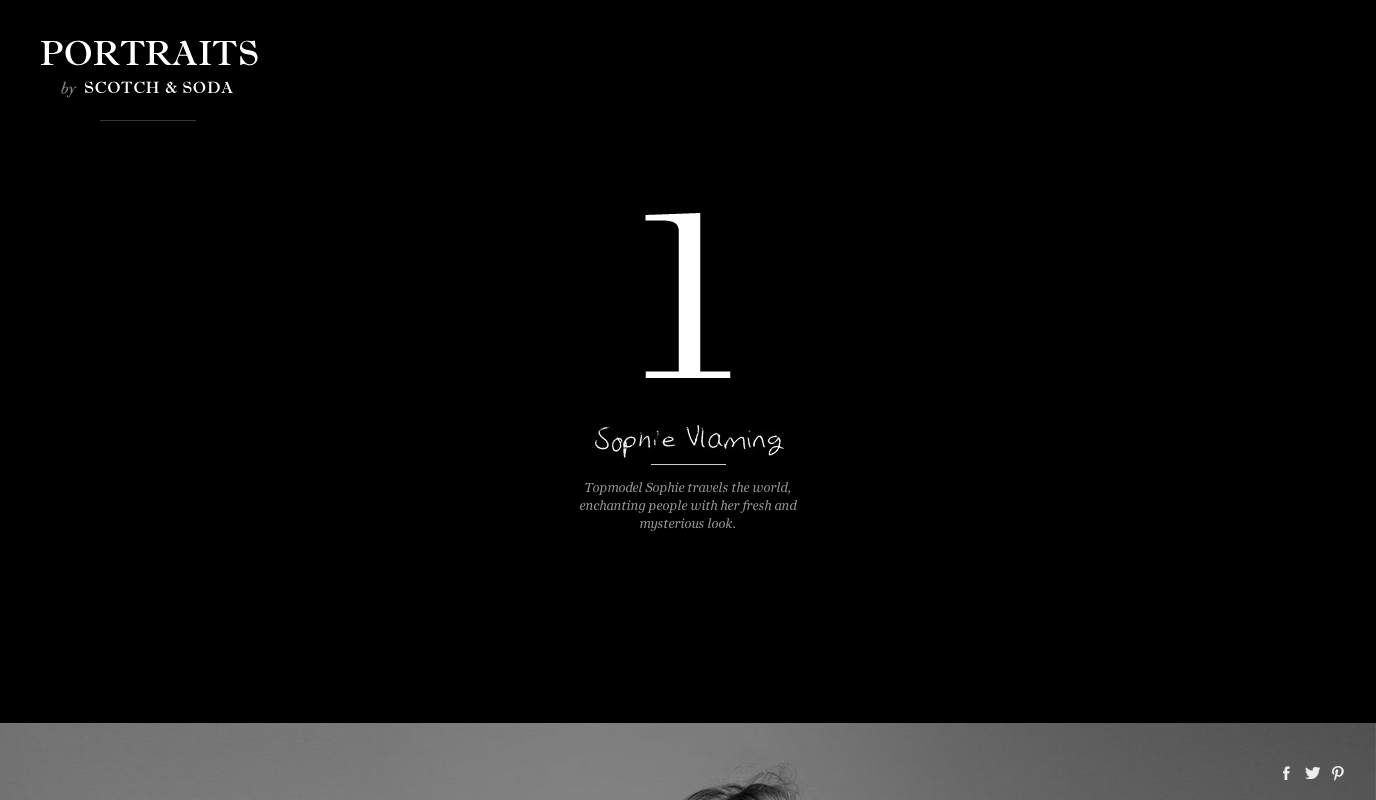 PORTRAITS
by SCOTCH & SODA
1
Sophie Vlaming
Topmodel Sophie travels the world,
enchanting people with her fresh and
mysterious look.